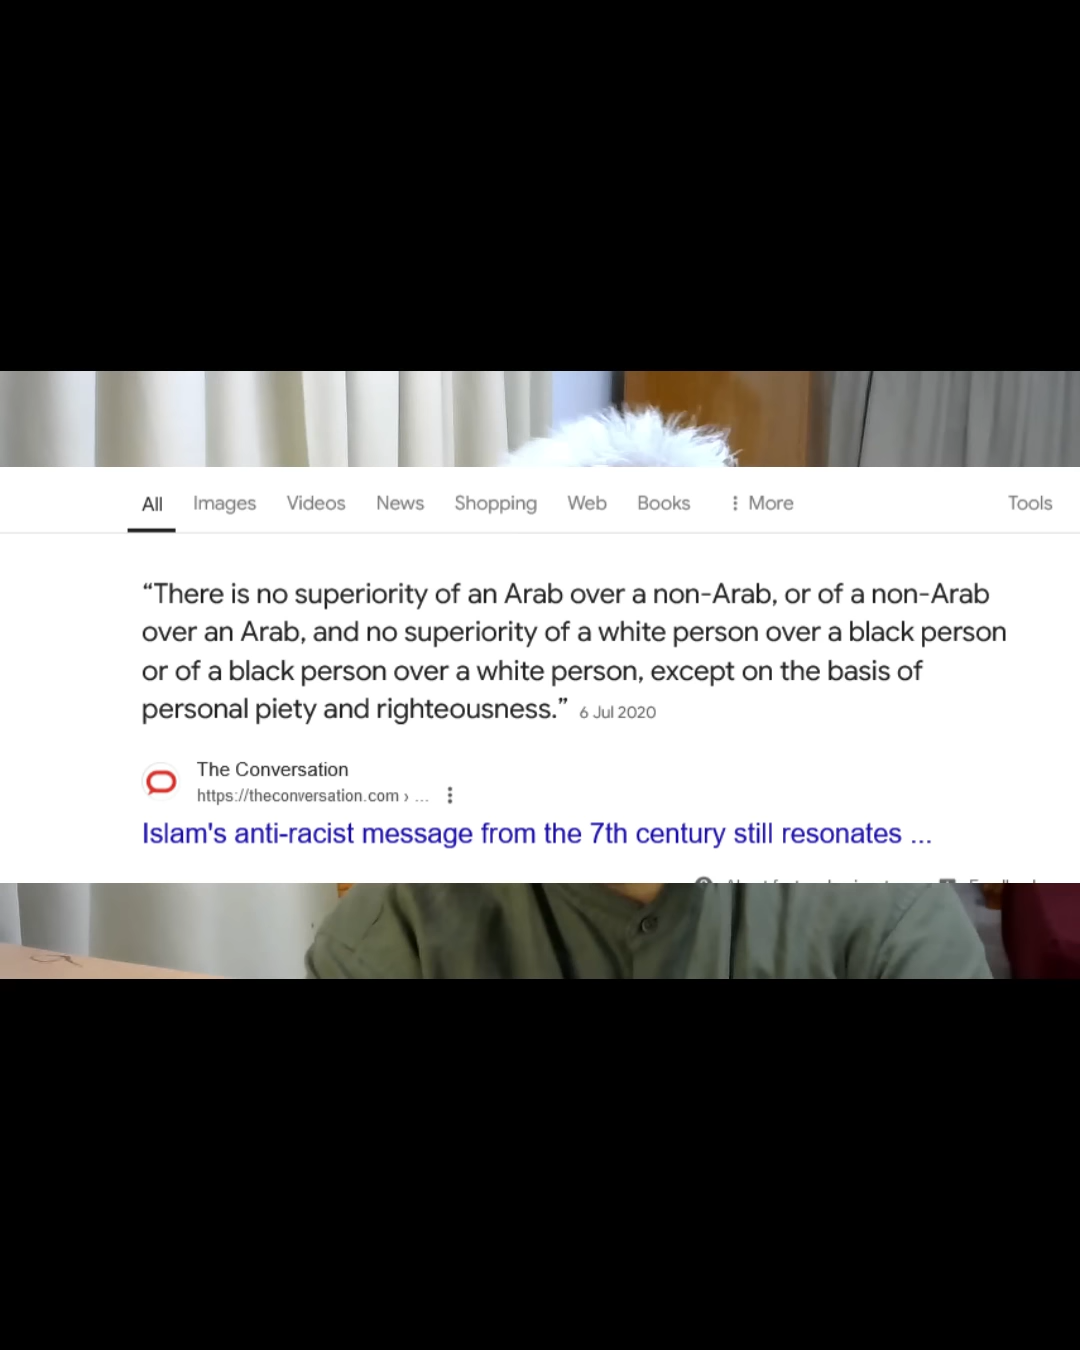 All Images Videos News Shopping Web Books More Tools
“There is no superiority of an Arab over a non-Arab, or of a non-Arab
over an Arab, and no superiority of a white person over a black person
or of a black person over a white person, except on the basis of
personal piety and righteousness.” 6 Jul 2020
The Conversation
https://theconversation.com › ...
Islam's anti-racist message from the 7th century still resonates ...